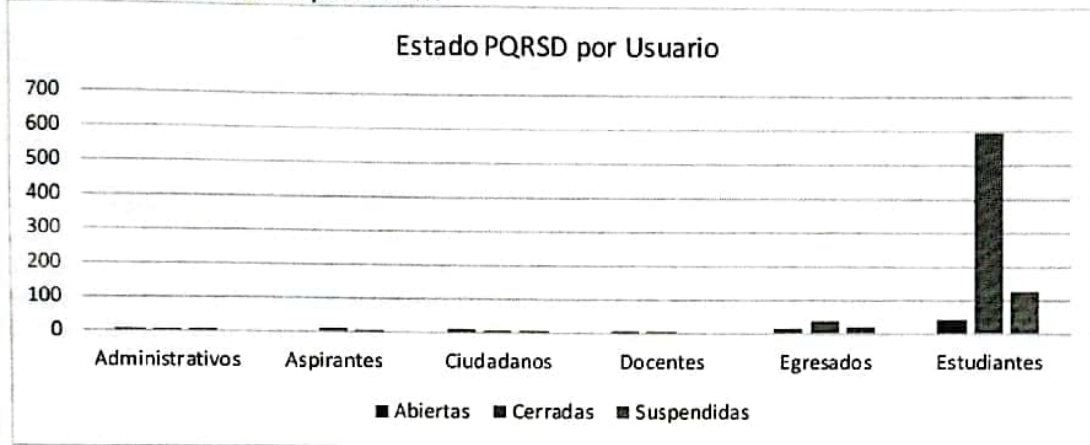 Estado PQRSD por Usuario
700
600
500
400
300
200
100
0
Administrativos Aspirantes Ciudadanos Docentes Egresados Estudiantes
Abiertas Cerradas Suspendidas